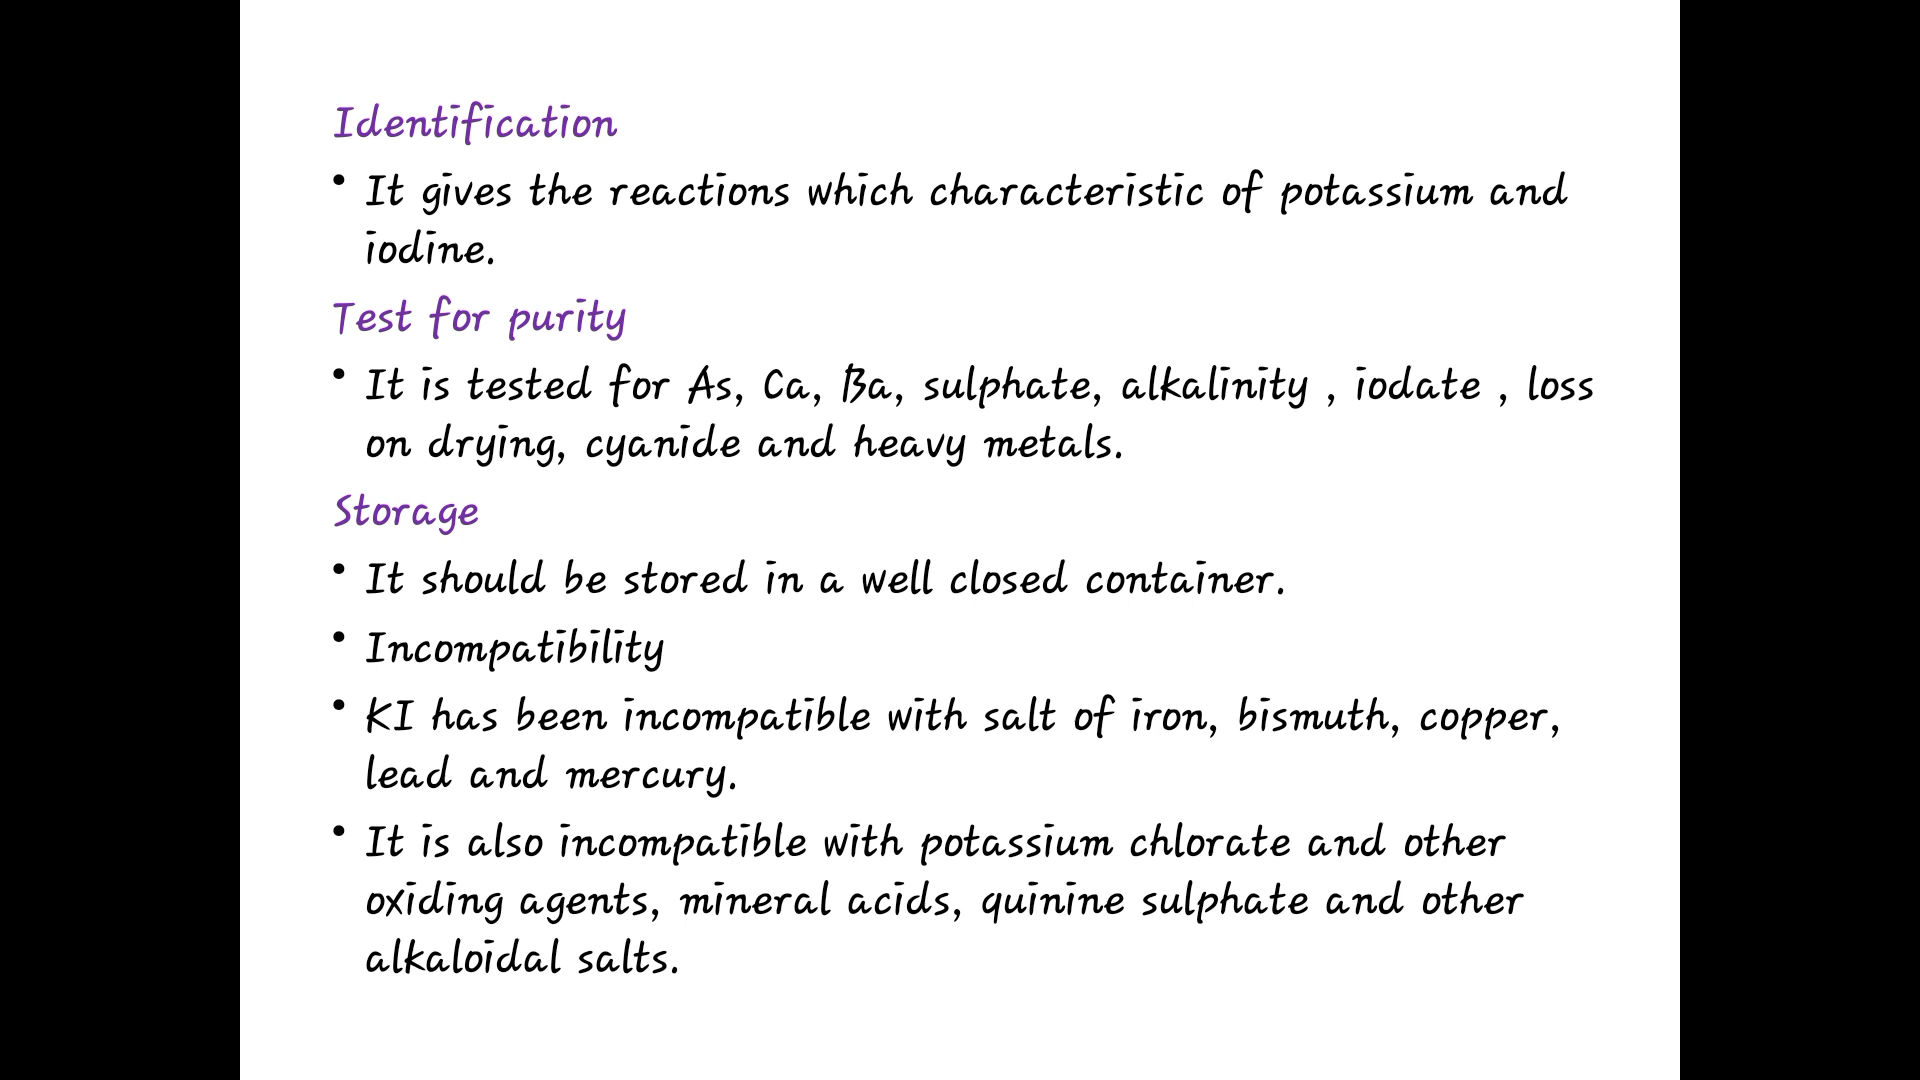 Identification
• It gives the reactions which characteristic of potassium and
iodine.
Test for purity
• It is tested for As, Ca, Ba, sulphate, alkalinity , iodate , loss
on drying, cyanide and heavy metals.
Storage
• It should be stored in a well closed container.
• Incompatibility
• KI has been incompatible with salt of iron, bismuth, copper,
lead and mercury.
• It is also incompatible with potassium chlorate and other
oxiding agents, mineral acids, quinine sulphate and other
alkaloidal salts.